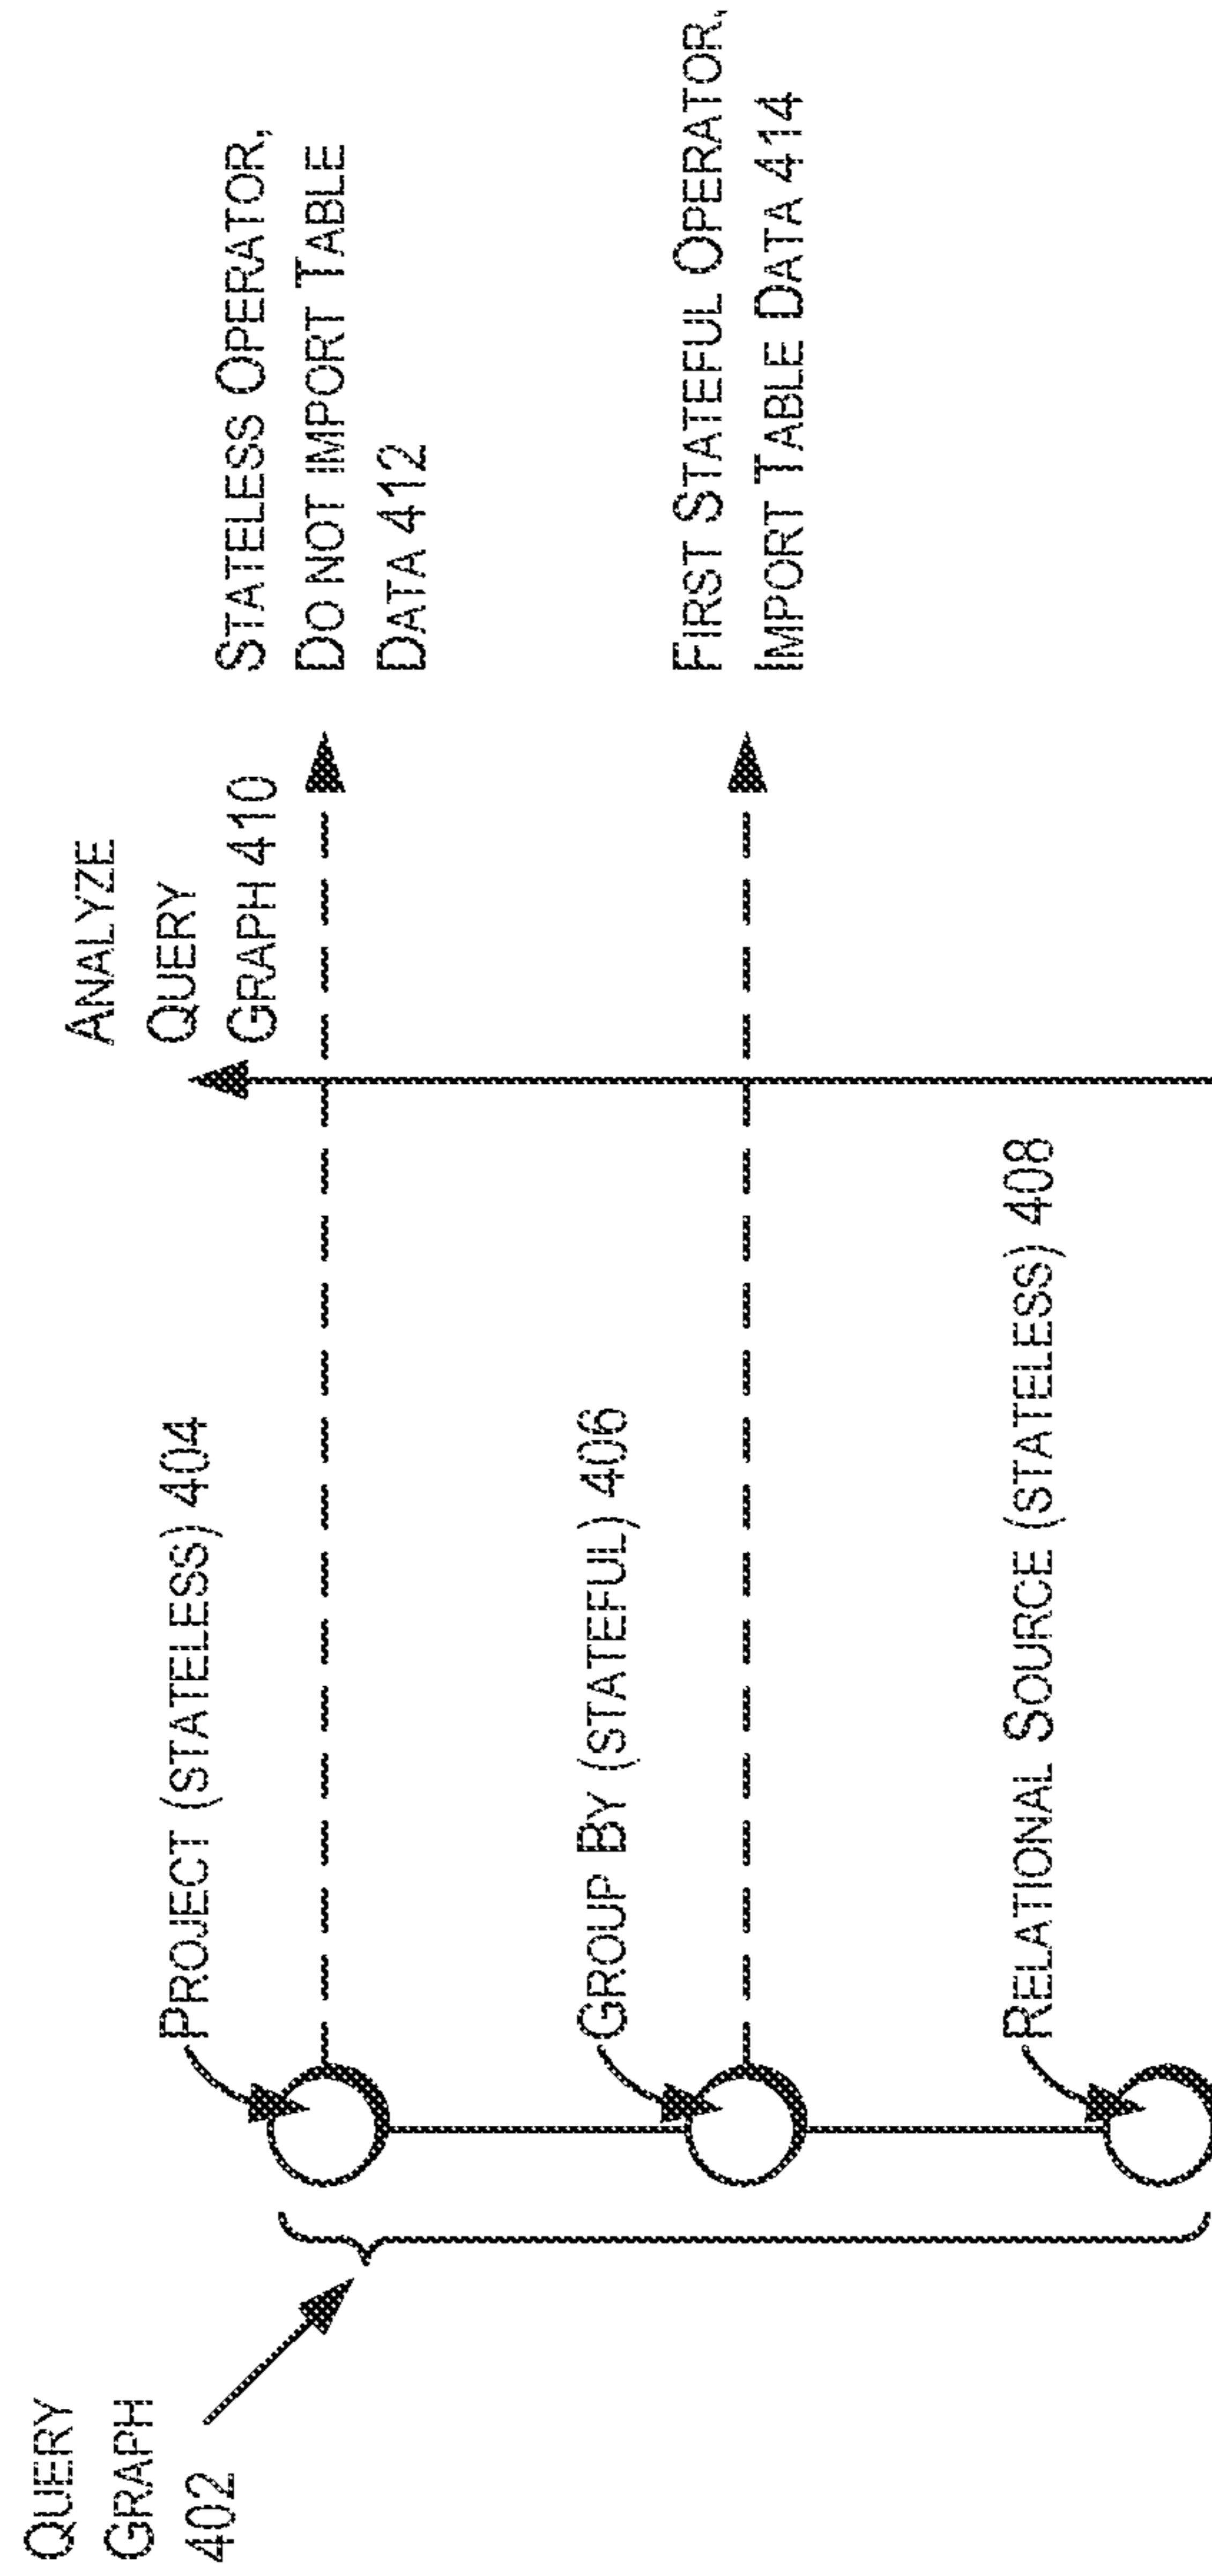 QUERY
GRAPH
402
PROJECT (STATELESS) 404
GROUP BY (STATEFUL) 406
RELATIONAL SOURCE (STATELESS) 408
ANALYZE
QUERY
GRAPH 410
STATELESS OPERATOR,
DO NOT IMPORT TABLE
DATA 412
FIRST STATEFUL OPERATOR,
IMPORT TABLE DATA 414